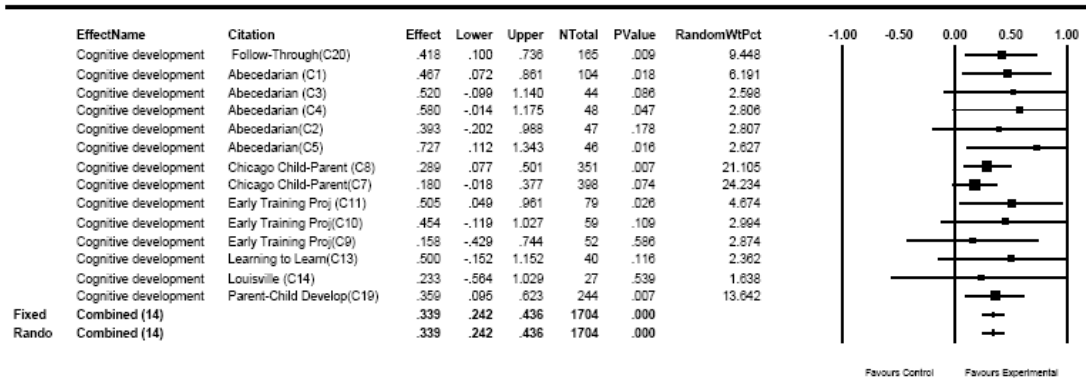 EffectName Citation Effect Lower Upper NTotal PValue RandomWtPct -1.00 -0.50 0.00 0.50 1.00
Cognitive development Follow-Through(C20) .418 .100 .736 165 .009 9.448
Cognitive development Abecedarian (C1) .467 .072 .861 104 .018 6.191
Cognitive development Abecedarian (C3) .520 -.099 1.140 44 .086 2.598
Cognitive development Abecedarian (C4) .580 -.014 1.175 48 .047 2.806
Cognitive development Abecedarian(C2) .393 -.202 .988 47 .178 2.807
Cognitive development Abecedarian(C5) .727 .112 1.343 46 .016 2.627
Cognitive development Chicago Child-Parent (C8) .289 .077 .501 351 .007 21.105
Cognitive development Chicago Child-Parent(C7) .180 -.018 .377 398 .074 24.234
Cognitive development Early Training Proj (C11) .505 .049 .961 79 .026 4.674
Cognitive development Early Training Proj(C10) .454 -.119 1.027 59 .109 2.994
Cognitive development Early Training Proj(C9) .158 -.429 .744 52 .586 2.874
Cognitive development Learning to Learn(C13) .500 -.152 1.152 40 .116 2.362
Cognitive development Louisville (C14) .233 -.564 1.029 27 .539 1.638
Cognitive development Parent-Child Develop(C19) .359 .095 .623 244 .007 13.642
Fixed Combined (14) .339 .242 .436 1704 .000
Rando Combined (14) .339 .242 .436 1704 .000
Favours Control Favours Experimental